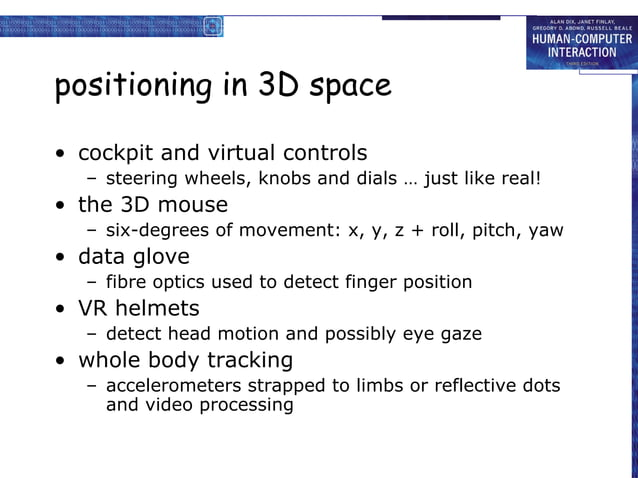 ALAN DIX, JANET FINLAY,
GREGORY D. ABOWD, RUSSELL BEALE
HUMAN-COMPUTER
INTERACTION
THIRD EDITION
positioning in 3D space
• cockpit and virtual controls
– steering wheels, knobs and dials … just like real!
• the 3D mouse
– six-degrees of movement: x, y, z + roll, pitch, yaw
• data glove
– fibre optics used to detect finger position
• VR helmets
– detect head motion and possibly eye gaze
• whole body tracking
– accelerometers strapped to limbs or reflective dots
and video processing